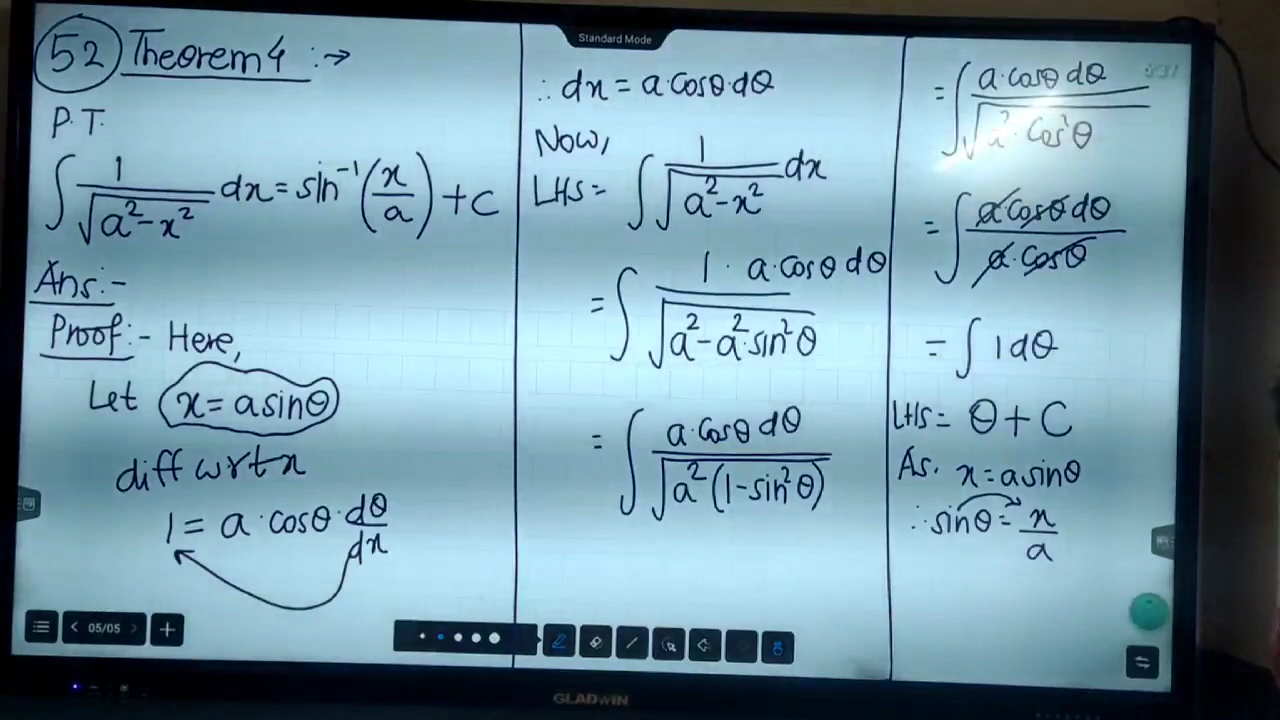 Standard Mode
52 Theorem 4 :→
P.T.
∫ 1/√(a²-x²) dx = sin⁻¹(x/a) + C
Ans:-
Proof:- Here,
Let x = a sinθ
diff wrt x
1 = a·cosθ·dθ/dx
∴ dx = a·cosθ·dθ
Now,
LHS = ∫ 1/√(a²-x²) dx
= ∫ 1·a·cosθ dθ/√(a²-a²·sin²θ)
= ∫ a·cosθ dθ/√(a²(1-sin²θ))
= ∫ a·cosθ dθ/√(a²·cos²θ)
= ∫ a·cosθ dθ/a·cosθ
= ∫ 1 dθ
LHS = θ + C
As, x = a sinθ
∴ sinθ = x/a
05/05
GLADWIN